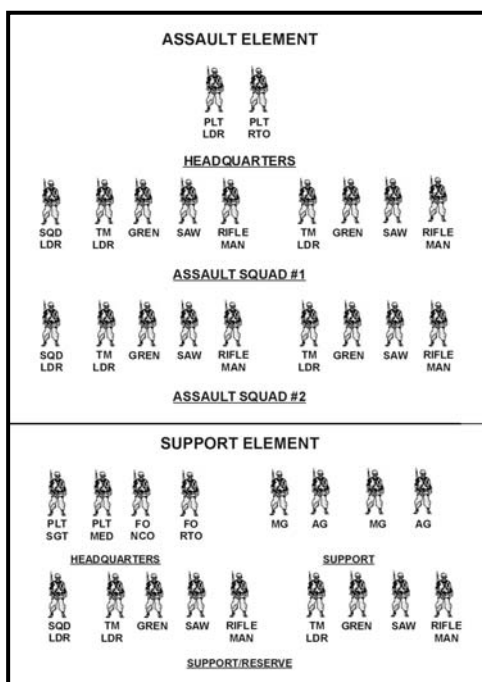 ASSAULT ELEMENT
PLT LDR PLT RTO
HEADQUARTERS
SQD LDR TM LDR GREN SAW RIFLE MAN TM LDR GREN SAW RIFLE MAN
ASSAULT SQUAD #1
SQD LDR TM LDR GREN SAW RIFLE MAN TM LDR GREN SAW RIFLE MAN
ASSAULT SQUAD #2
SUPPORT ELEMENT
PLT SGT PLT MED FO NCO FO RTO MG AG MG AG
HEADQUARTERS SUPPORT
SQD LDR TM LDR GREN SAW RIFLE MAN TM LDR GREN SAW RIFLE MAN
SUPPORT/RESERVE